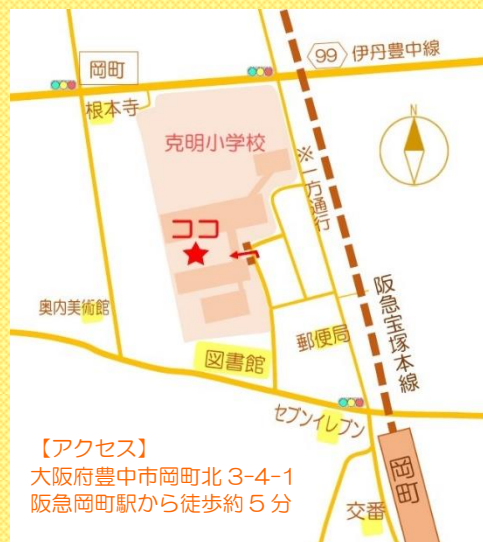 99 伊丹豊中線
岡町
根本寺
N
克明小学校
※一方通行
ココ
阪急宝塚本線
奥内美術館
郵便局
図書館
セブンイレブン
岡町
交番
【アクセス】
大阪府豊中市岡町北 3-4-1
阪急岡町駅から徒歩約 5 分